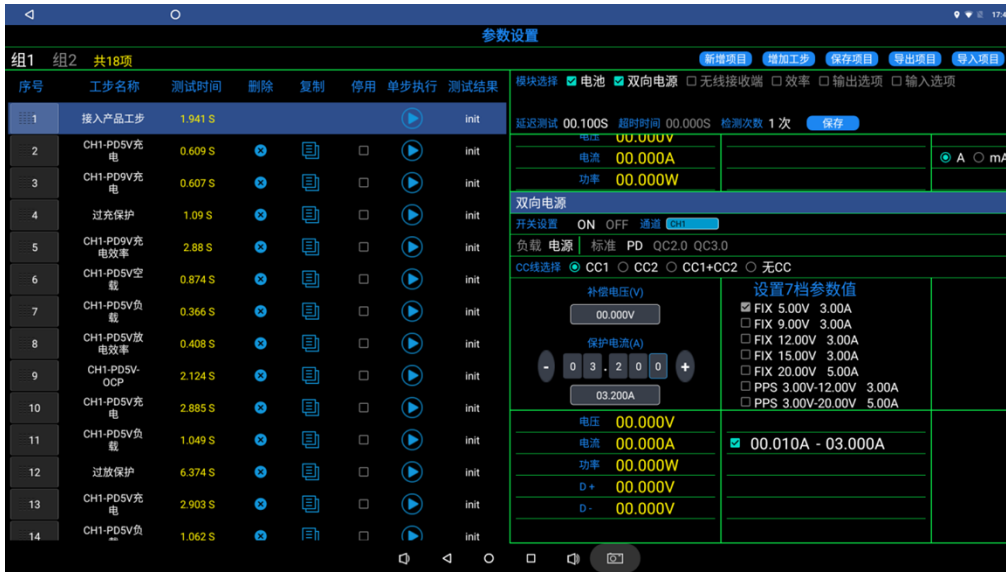 17:4
参数设置
组1 组2 共18项
新增项目 增加工步 保存项目 导出项目 导入项目
序号 工步名称 测试时间 删除 复制 停用 单步执行 测试结果
1 接入产品工步 1.941 S init
2 CH1-PD5V充电 0.609 S init
3 CH1-PD9V充电 0.607 S init
4 过充保护 1.09 S init
5 CH1-PD9V充电效率 2.88 S init
6 CH1-PD5V空载 0.874 S init
7 CH1-PD5V负载 0.366 S init
8 CH1-PD5V放电效率 0.408 S init
9 CH1-PD5V-OCP 2.124 S init
10 CH1-PD5V充电 2.885 S init
11 CH1-PD5V负载 1.049 S init
12 过放保护 6.374 S init
13 CH1-PD5V充电 2.903 S init
14 CH1-PD5V负 1.062 S init
模块选择 电池 双向电源 无线接收端 效率 输出选项 输入选项
延迟测试 00.100S 超时时间 00.000S 检测次数 1 次 保存
电压 00.000V
电流 00.000A A mA
功率 00.000W
双向电源
开关设置 ON OFF 通道 CH1
负载 电源 标准 PD QC2.0 QC3.0
CC线选择 CC1 CC2 CC1+CC2 无CC
补偿电压(V)
00.000V
保护电流(A)
- 0 3 . 2 0 0 +
03.200A
设置7档参数值
FIX 5.00V 3.00A
FIX 9.00V 3.00A
FIX 12.00V 3.00A
FIX 15.00V 3.00A
FIX 20.00V 5.00A
PPS 3.00V-12.00V 3.00A
PPS 3.00V-20.00V 5.00A
电压 00.000V
电流 00.000A 00.010A - 03.000A
功率 00.000W
D+ 00.000V
D- 00.000V